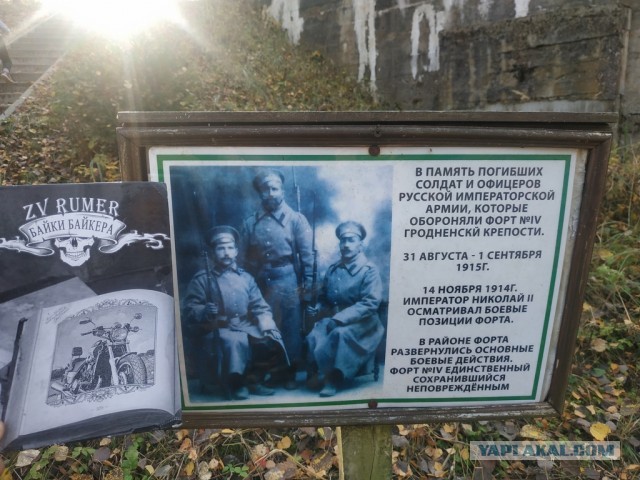 ZV RUMER
БАЙКИ БАЙКЕРА
В ПАМЯТЬ ПОГИБШИХ
СОЛДАТ И ОФИЦЕРОВ
РУССКОЙ ИМПЕРАТОРСКОЙ
АРМИИ, КОТОРЫЕ
ОБОРОНЯЛИ ФОРТ №IV
ГРОДНЕНСКЙ КРЕПОСТИ.
31 АВГУСТА - 1 СЕНТЯБРЯ
1915Г.
14 НОЯБРЯ 1914Г.
ИМПЕРАТОР НИКОЛАЙ II
ОСМАТРИВАЛ БОЕВЫЕ
ПОЗИЦИИ ФОРТА.
В РАЙОНЕ ФОРТА
РАЗВЕРНУЛИСЬ ОСНОВНЫЕ
БОЕВЫЕ ДЕЙСТВИЯ.
ФОРТ №IV ЕДИНСТВЕННЫЙ
СОХРАНИВШИЙСЯ
НЕПОВРЕЖДЁННЫМ
YAPLAKAL.COM